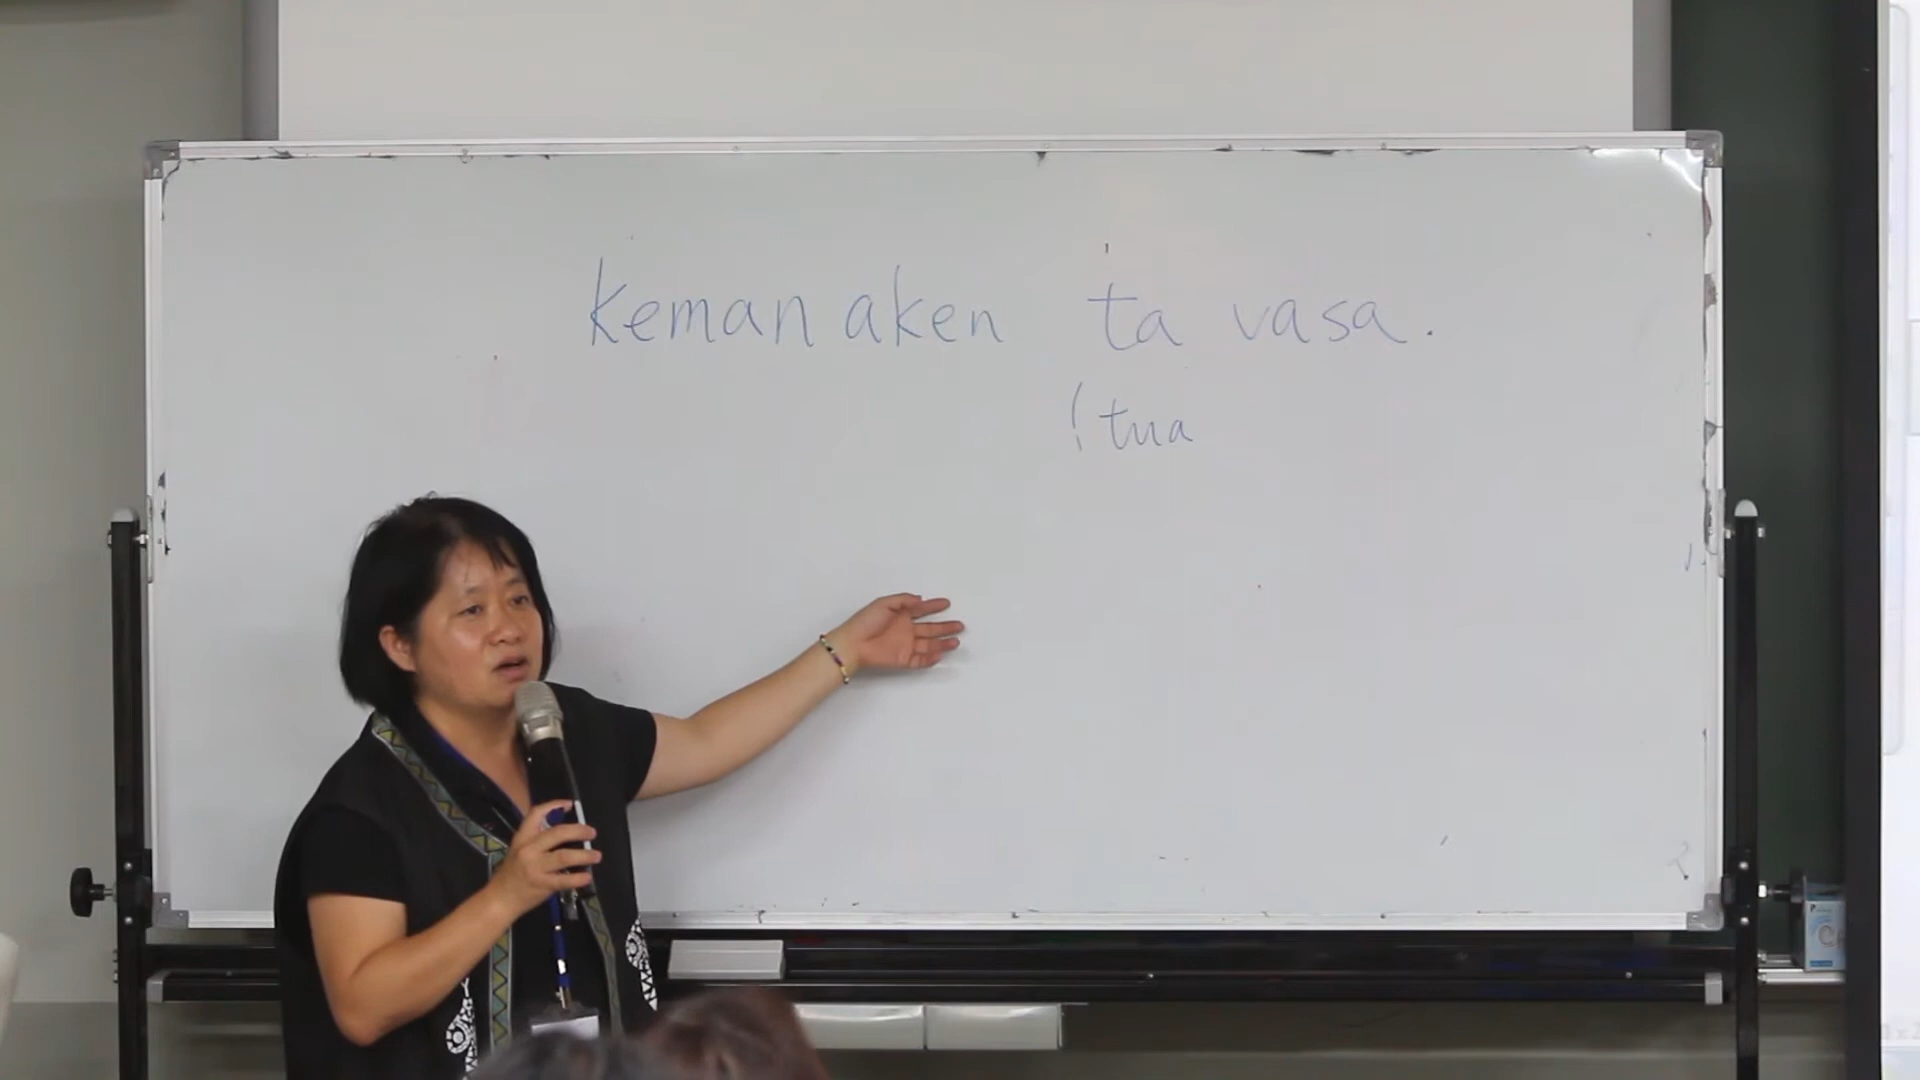 keman aken ta vasa.
(tua